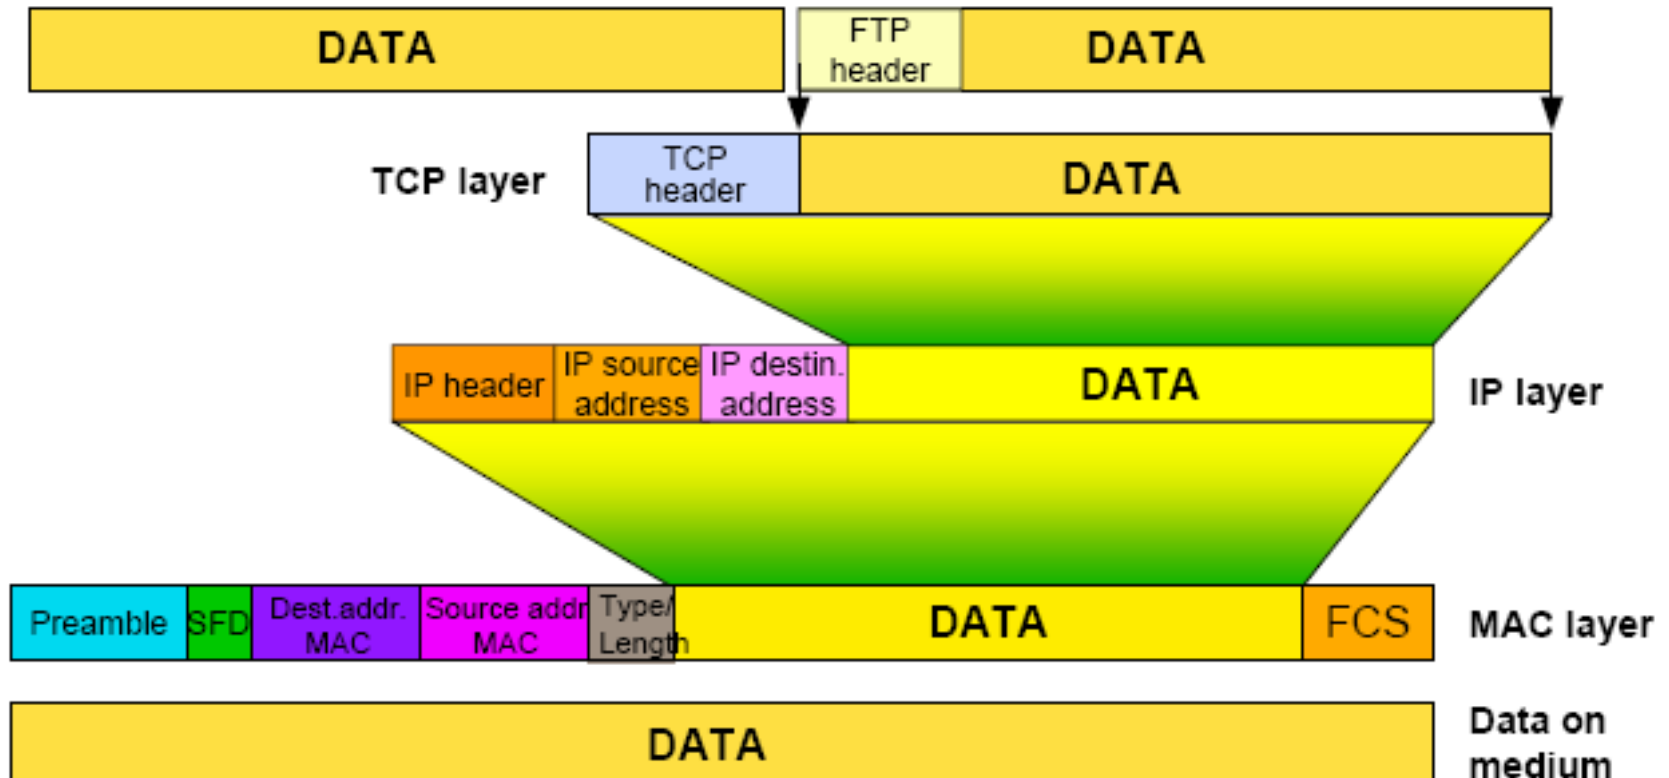 DATA
FTP
header
DATA
TCP layer
TCP
header
DATA
IP header
IP source
address
IP destin.
address
DATA
IP layer
Preamble
SFD
Dest.addr.
MAC
Source addr
MAC
Type/
Length
DATA
FCS
MAC layer
DATA
Data on
medium